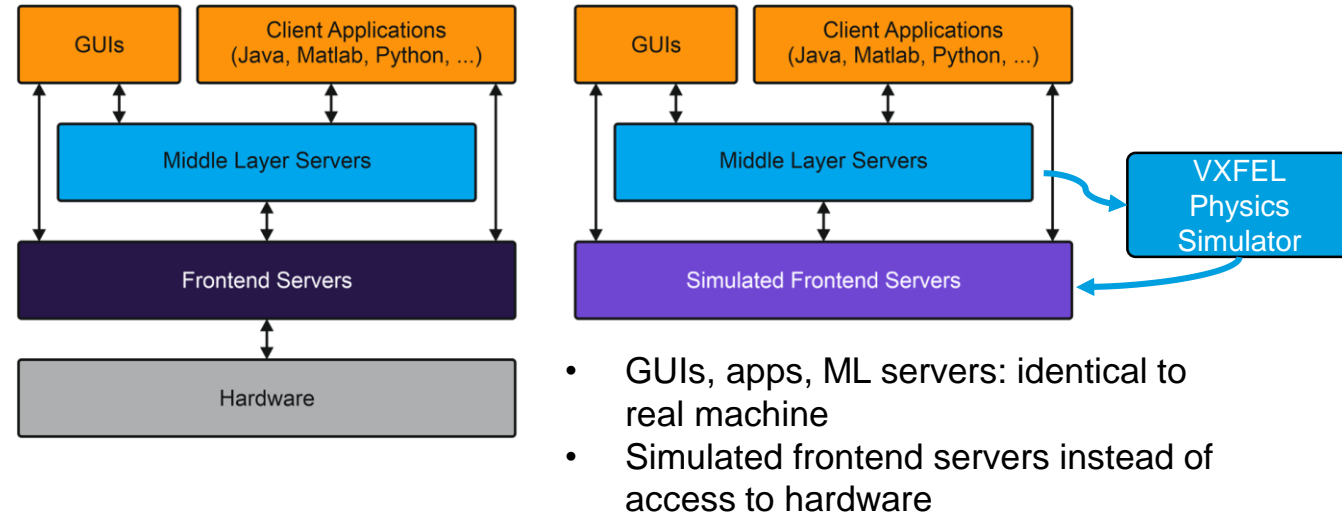 GUIs
Client Applications
(Java, Matlab, Python, ...)
Middle Layer Servers
Frontend Servers
Hardware
GUIs
Client Applications
(Java, Matlab, Python, ...)
Middle Layer Servers
VXFEL
Physics
Simulator
Simulated Frontend Servers
• GUIs, apps, ML servers: identical to
real machine
• Simulated frontend servers instead of
access to hardware